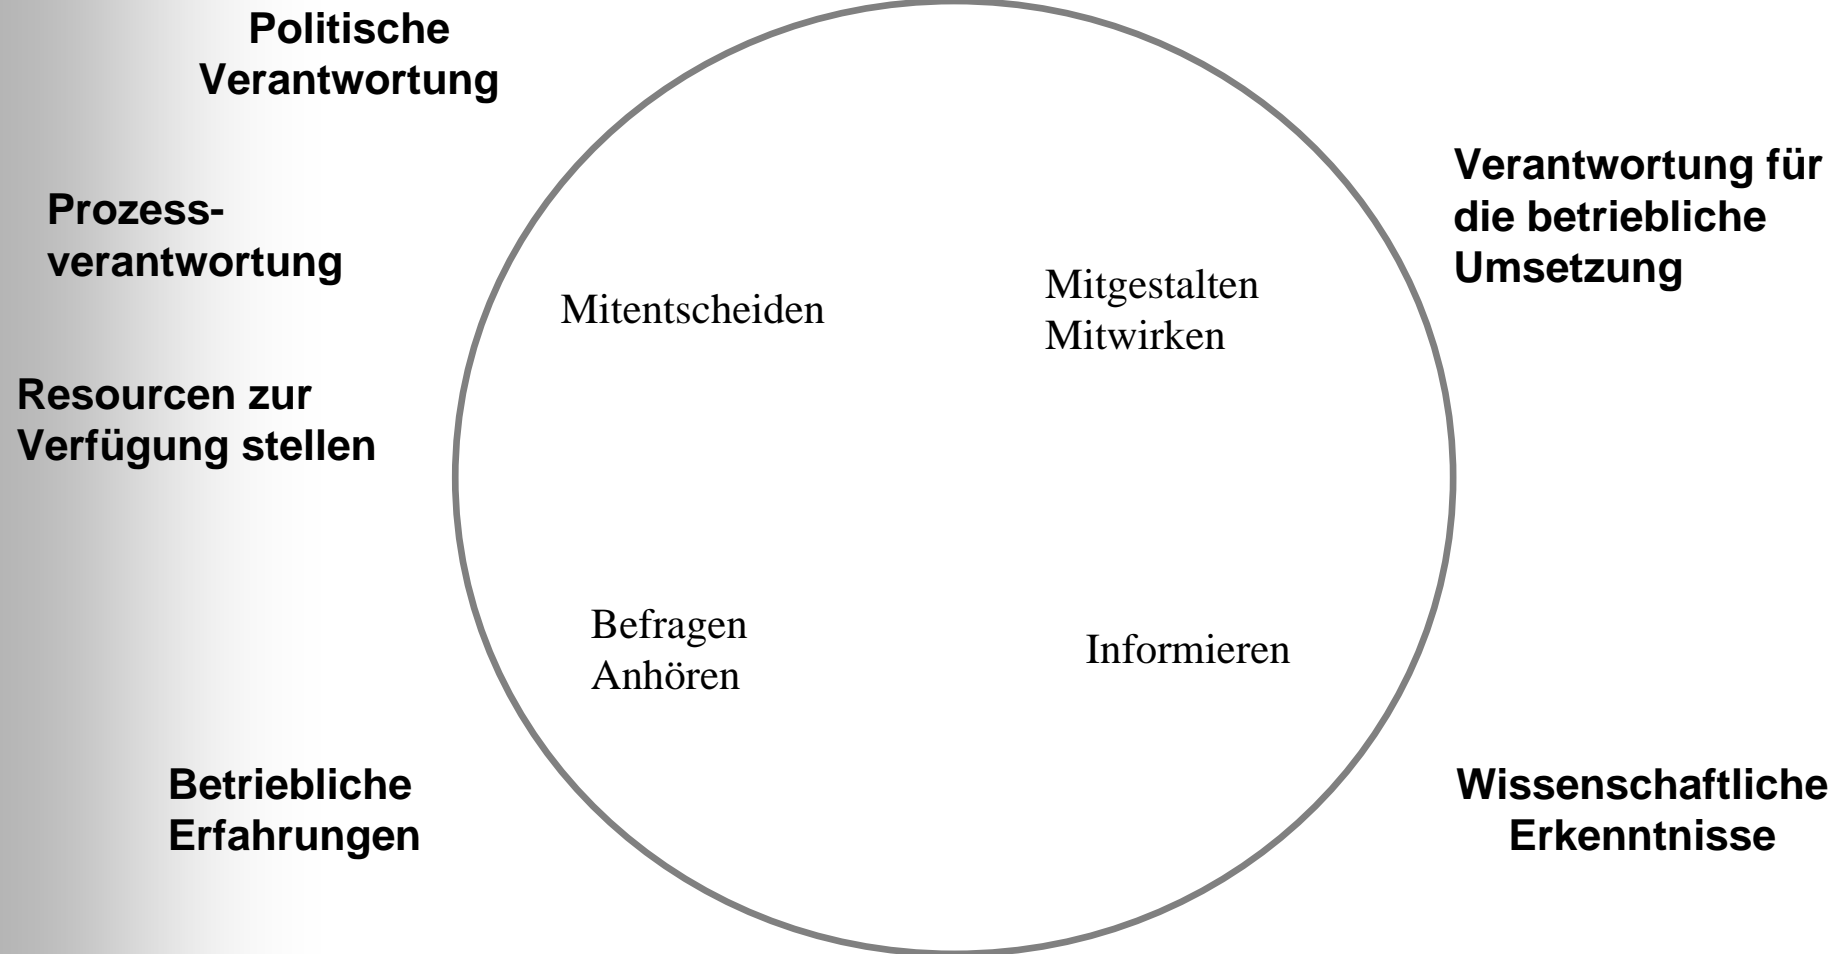 Politische
Verantwortung
Prozess-
verantwortung
Resourcen zur
Verfügung stellen
Mitentscheiden
Mitgestalten
Mitwirken
Verantwortung für
die betriebliche
Umsetzung
Befragen
Anhören
Informieren
Betriebliche
Erfahrungen
Wissenschaftliche
Erkenntnisse